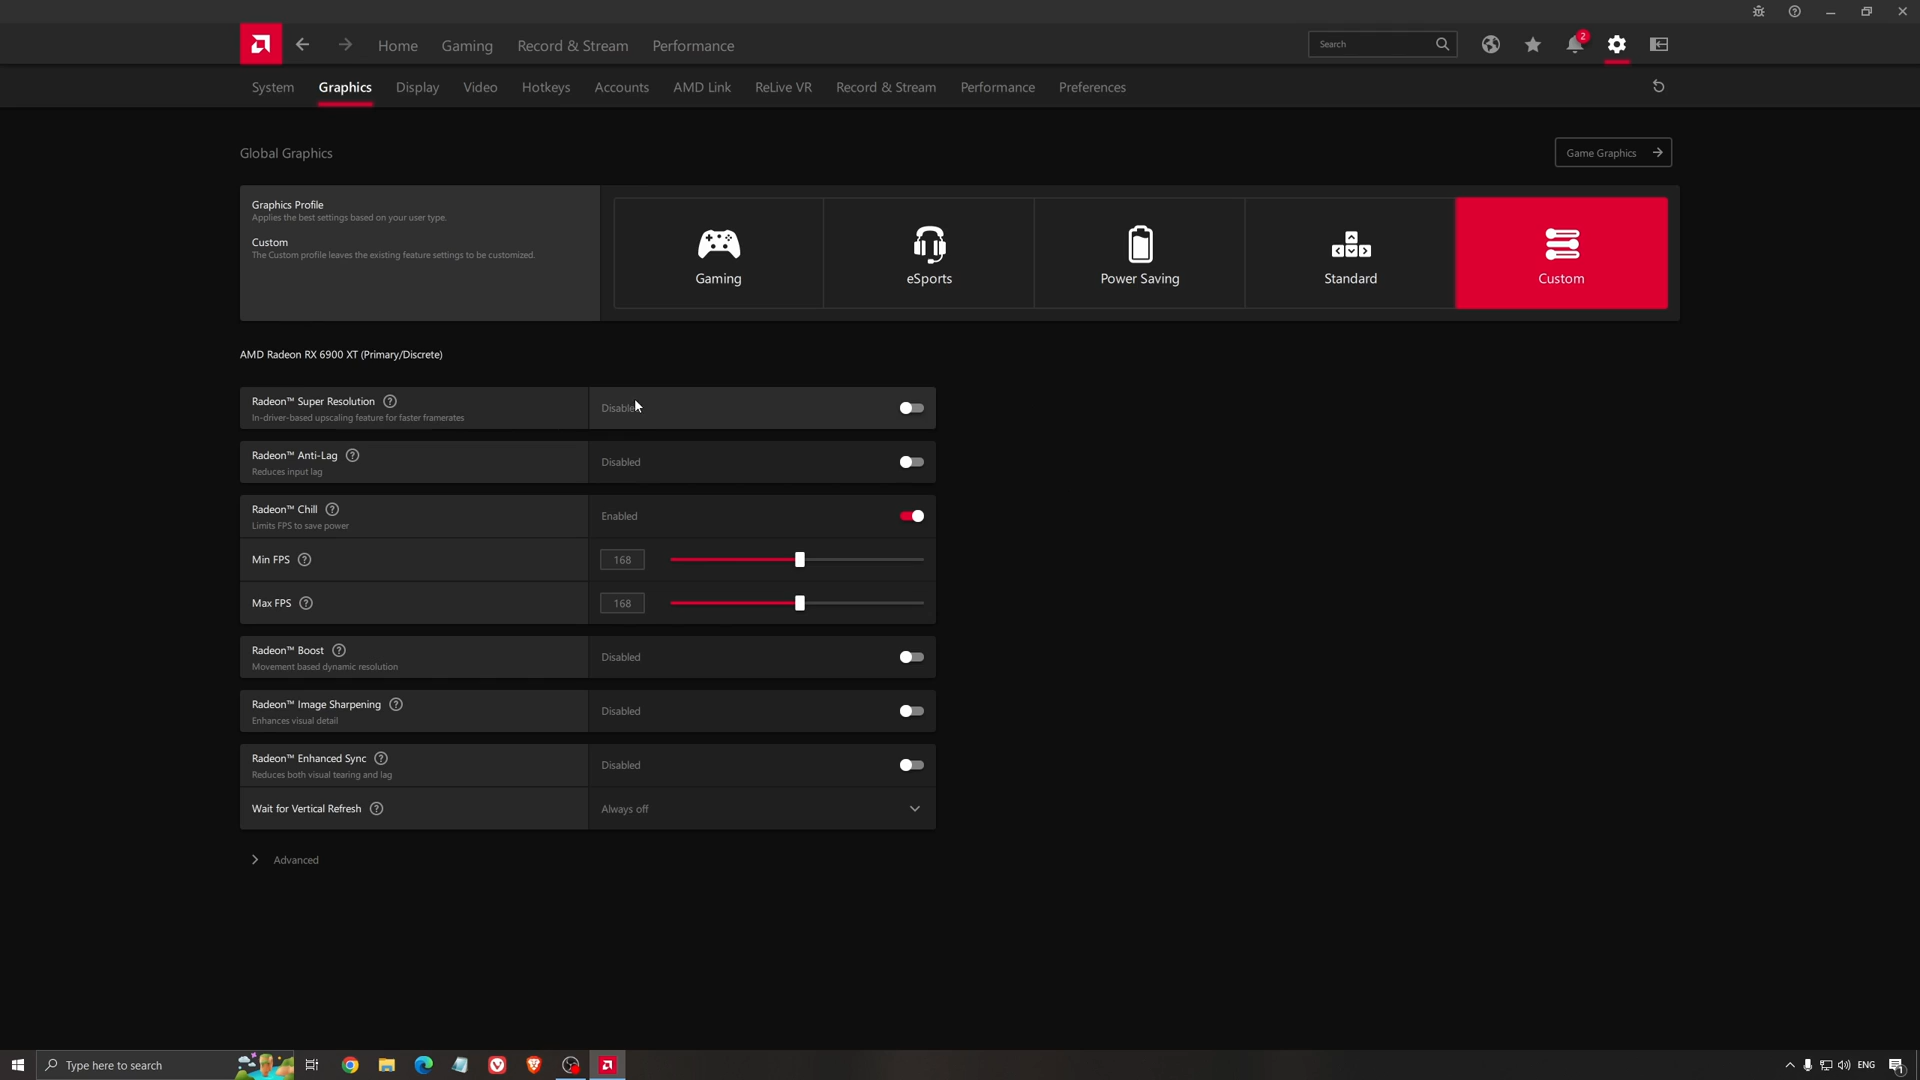 Home
Gaming
Record & Stream
Performance
Search
2
System
Graphics
Display
Video
Hotkeys
Accounts
AMD Link
ReLive VR
Record & Stream
Performance
Preferences
Global Graphics
Game Graphics
Graphics Profile
Applies the best settings based on your user type.
Custom
The Custom profile leaves the existing feature settings to be customized.
Gaming
eSports
Power Saving
Standard
Custom
AMD Radeon RX 6900 XT (Primary/Discrete)
Radeon™ Super Resolution
In-driver-based upscaling feature for faster framerates
Disabled
Radeon™ Anti-Lag
Reduces input lag
Disabled
Radeon™ Chill
Limits FPS to save power
Enabled
Min FPS
168
Max FPS
168
Radeon™ Boost
Movement based dynamic resolution
Disabled
Radeon™ Image Sharpening
Enhances visual detail
Disabled
Radeon™ Enhanced Sync
Reduces both visual tearing and lag
Disabled
Wait for Vertical Refresh
Always off
Advanced
Type here to search
ENG
1